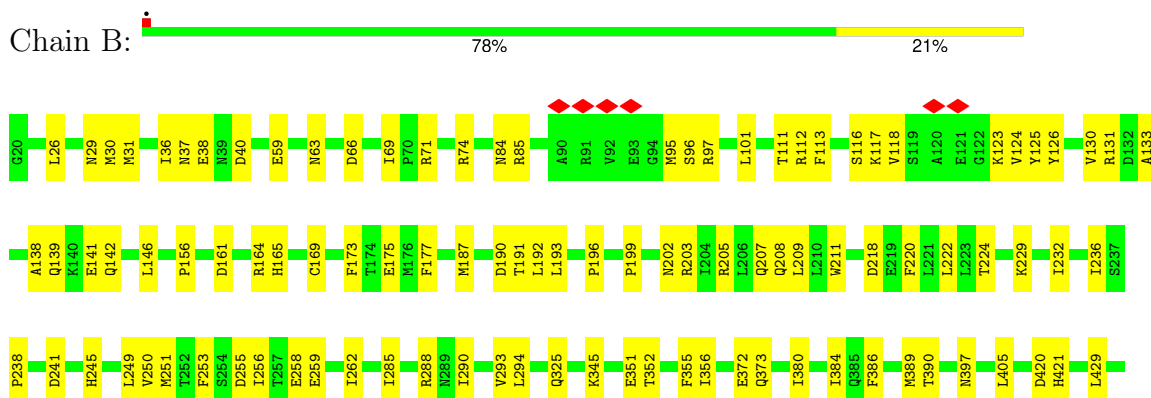 Chain B:
78% 21%
G20 L26 N29 M30 M31 I36 N37 E38 N39 D40 E59 N63 D66 I69 P70 R71 R74 N84 R85 A90 R91 V92 E93 G94 M95 S96 R97 L101 T111 R112 F113 S116 K117 V118 S119 A120 E121 G122 K123 V124 Y125 Y126 V130 R131 D132 A133
A138 Q139 K140 E141 Q142 L146 P156 D161 R164 H165 C169 F173 T174 E175 M176 F177 M187 D190 T191 L192 L193 P196 P199 N202 R203 I204 R205 L206 Q207 Q208 L209 L210 W211 D218 E219 F220 L221 L222 L223 T224 K229 I232 I236 S237
P238 D241 H245 L249 V250 M251 T252 F253 S254 D255 I256 T257 E258 E259 I262 I285 R288 N289 I290 V293 L294 Q325 K345 E351 T352 F355 I356 E372 Q373 I380 I384 Q385 F386 M389 T390 N397 L405 D420 H421 L429